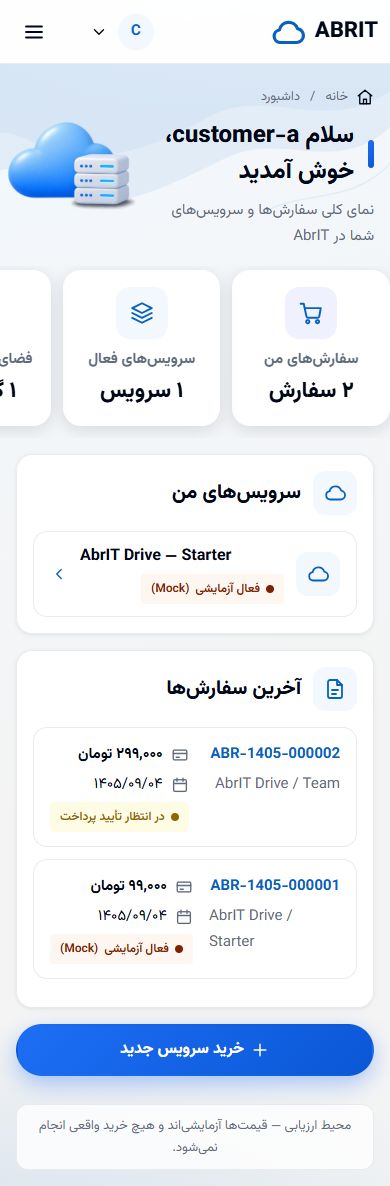 ABRIT
C
خانه / داشبورد
سلام customer-a،
خوش آمدید
نمای کلی سفارش‌ها و سرویس‌های
شما در AbrIT
سفارش‌های من
۲ سفارش
سرویس‌های فعال
۱ سرویس
فضای
۱
سرویس‌های من
AbrIT Drive — Starter
فعال آزمایشی (Mock)
آخرین سفارش‌ها
ABR-1405-000002
۲۹۹,۰۰۰ تومان
AbrIT Drive / Team
۱۴۰۵/۰۹/۰۴
در انتظار تأیید پرداخت
ABR-1405-000001
۹۹,۰۰۰ تومان
AbrIT Drive /
Starter
۱۴۰۵/۰۹/۰۴
فعال آزمایشی (Mock)
خرید سرویس جدید
محیط ارزیابی — قیمت‌ها آزمایشی‌اند و هیچ خرید واقعی انجام
نمی‌شود.